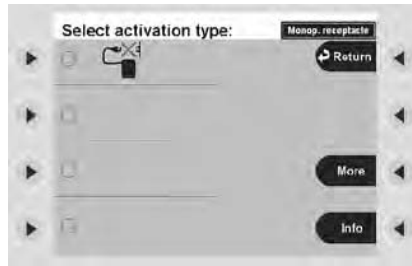 Select activation type:
Monop. receptacle
Return
More
Info